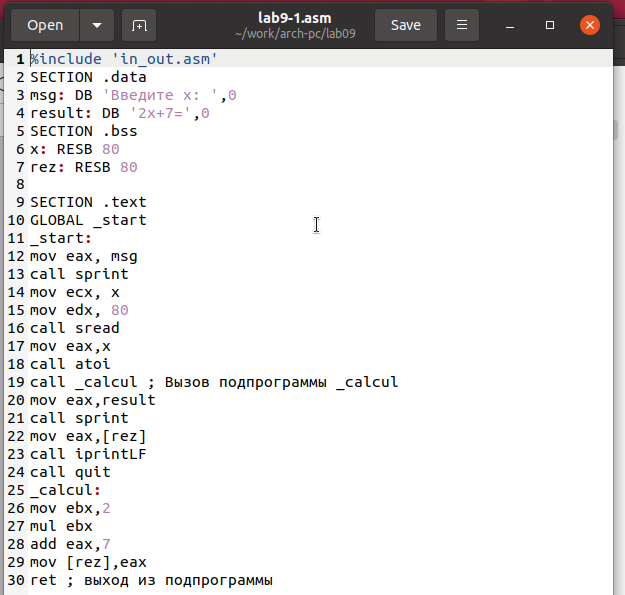 Open
lab9-1.asm
~/work/arch-pc/lab09
Save
1 %include 'in_out.asm'
2 SECTION .data
3 msg: DB 'Введите x: ',0
4 result: DB '2x+7=',0
5 SECTION .bss
6 x: RESB 80
7 rez: RESB 80
8
9 SECTION .text
10 GLOBAL _start
11 _start:
12 mov eax, msg
13 call sprint
14 mov ecx, x
15 mov edx, 80
16 call sread
17 mov eax,x
18 call atoi
19 call _calcul ; Вызов подпрограммы _calcul
20 mov eax,result
21 call sprint
22 mov eax,[rez]
23 call iprintLF
24 call quit
25 _calcul:
26 mov ebx,2
27 mul ebx
28 add eax,7
29 mov [rez],eax
30 ret ; выход из подпрограммы